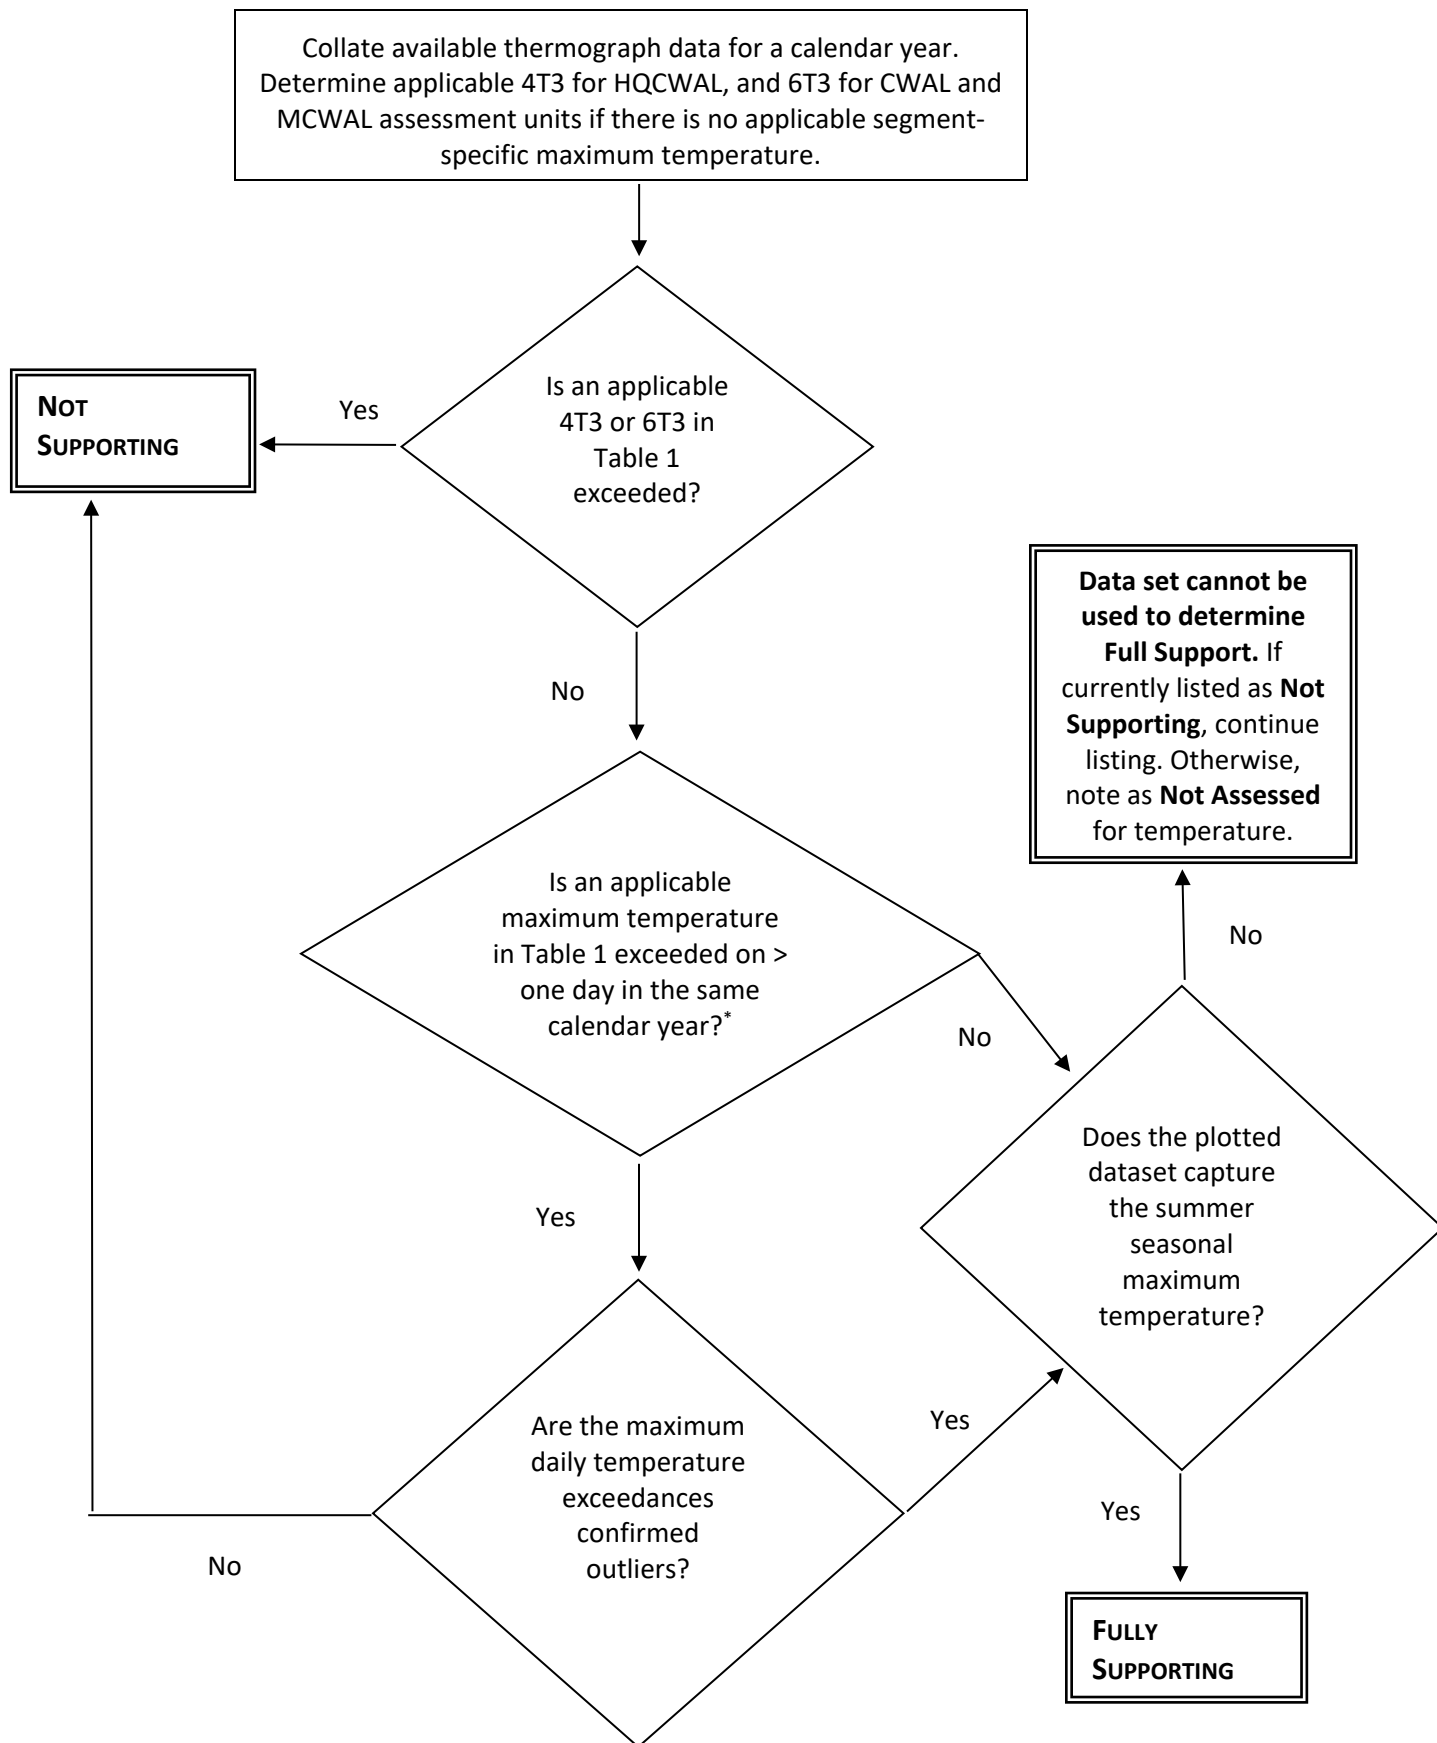 Collate available thermograph data for a calendar year.
Determine applicable 4T3 for HQCWAL, and 6T3 for CWAL and
MCWAL assessment units if there is no applicable segment-
specific maximum temperature.
Is an applicable
4T3 or 6T3 in
Table 1
exceeded?
Yes
NOT
SUPPORTING
No
Is an applicable
maximum temperature
in Table 1 exceeded on >
one day in the same
calendar year?*
No
Yes
Data set cannot be
used to determine
Full Support. If
currently listed as Not
Supporting, continue
listing. Otherwise,
note as Not Assessed
for temperature.
No
Does the plotted
dataset capture
the summer
seasonal
maximum
temperature?
Yes
Are the maximum
daily temperature
exceedances
confirmed
outliers?
Yes
No
FULLY
SUPPORTING